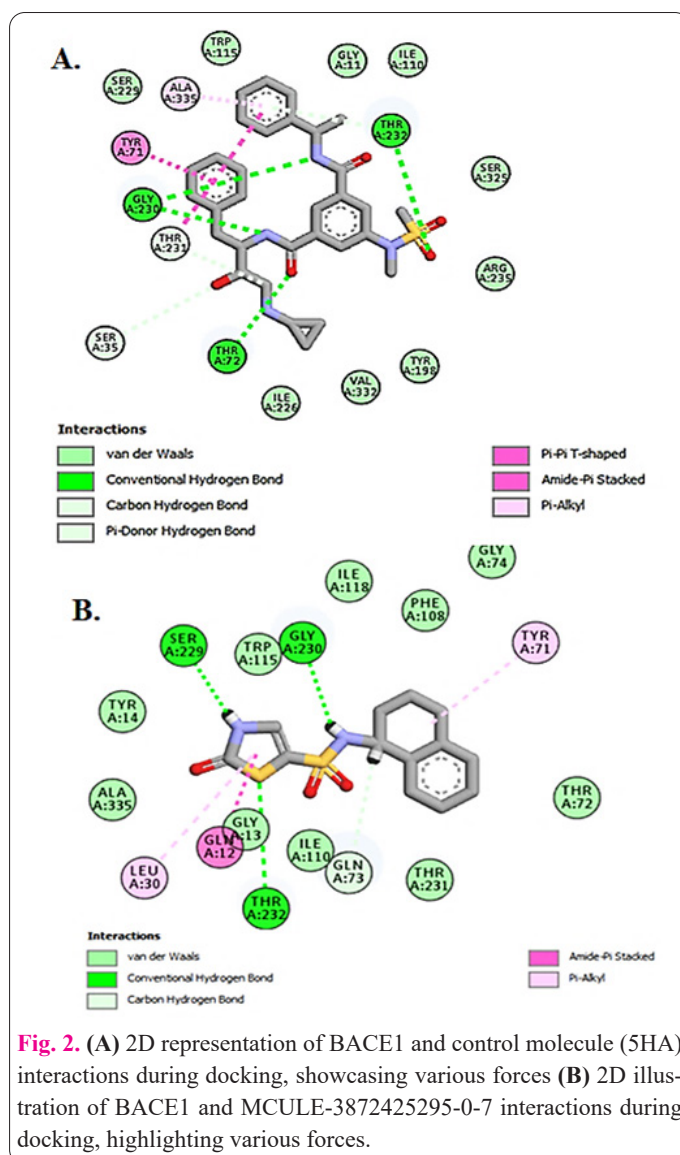 A.
TRP
A:115
GLY
A:11
ILE
A:110
SER
A:229
ALA
A:335
THR
A:232
TYR
A:71
SER
A:325
GLY
A:230
THR
A:231
ARG
A:235
SER
A:35
THR
A:72
TYR
A:198
VAL
A:332
ILE
A:226
Interactions
van der Waals
Conventional Hydrogen Bond
Carbon Hydrogen Bond
Pi-Donor Hydrogen Bond
Pi-Pi T-shaped
Amide-Pi Stacked
Pi-Alkyl
B.
GLY
A:74
ILE
A:118
PHE
A:108
SER
A:229
TRP
A:115
GLY
A:230
TYR
A:71
TYR
A:14
ALA
A:335
THR
A:72
GLY
A:13
GLN
A:12
ILE
A:110
GLN
A:73
THR
A:231
LEU
A:30
THR
A:232
Interactions
van der Waals
Conventional Hydrogen Bond
Carbon Hydrogen Bond
Amide-Pi Stacked
Pi-Alkyl
Fig. 2. (A) 2D representation of BACE1 and control molecule (5HA)
interactions during docking, showcasing various forces (B) 2D illus-
tration of BACE1 and MCULE-3872425295-0-7 interactions during
docking, highlighting various forces.